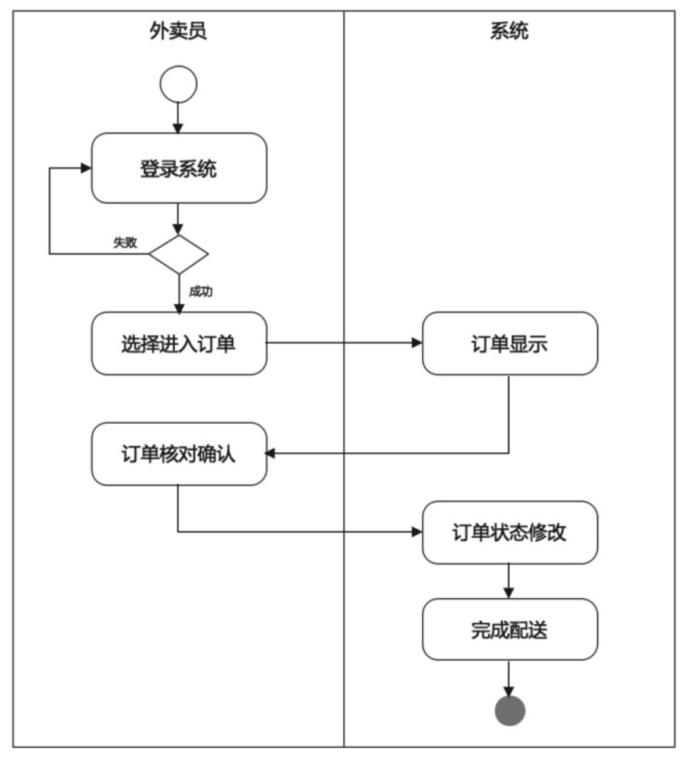 外卖员
系统
登录系统
失败
成功
选择进入订单
订单显示
订单核对确认
订单状态修改
完成配送